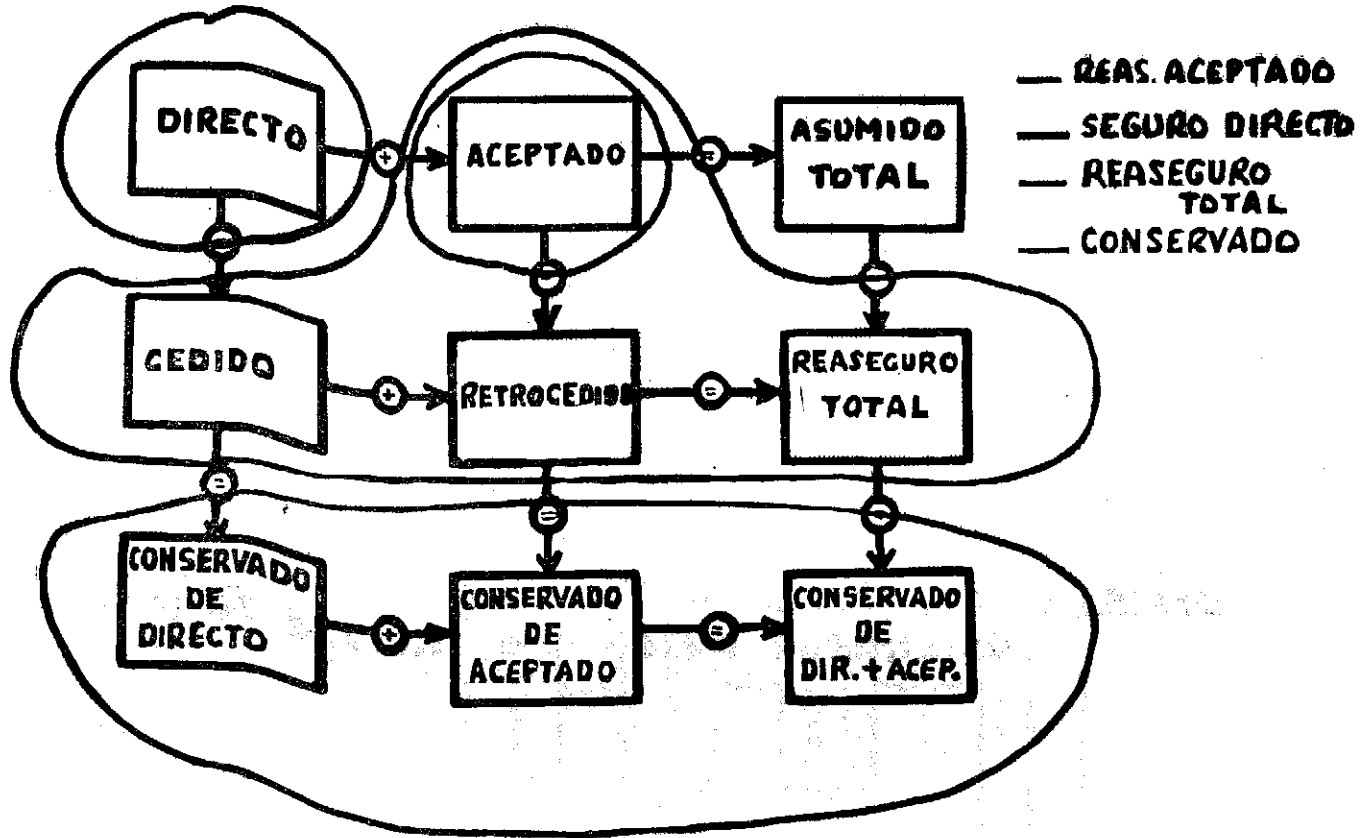 DIRECTO
+
ACEPTADO
=
ASUMIDO
TOTAL
−
−
−
CEDIDO
+
RETROCEDIDO
=
REASEGURO
TOTAL
=
=
=
CONSERVADO
DE
DIRECTO
+
CONSERVADO
DE
ACEPTADO
=
CONSERVADO
DE
DIR. + ACEP.
REAS. ACEPTADO
SEGURO DIRECTO
REASEGURO
TOTAL
CONSERVADO